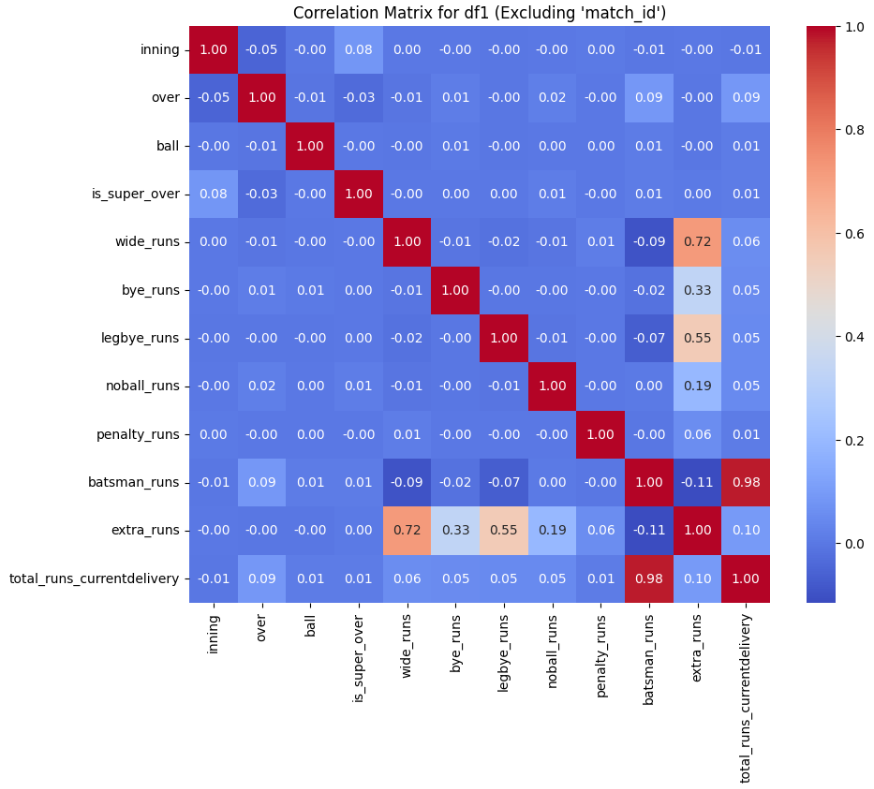 Correlation Matrix for df1 (Excluding 'match_id')
inning 1.00 -0.05 -0.00 0.08 0.00 -0.00 -0.00 -0.00 0.00 -0.01 -0.00 -0.01
over -0.05 1.00 -0.01 -0.03 -0.01 0.01 -0.00 0.02 -0.00 0.09 -0.00 0.09
ball -0.00 -0.01 1.00 -0.00 -0.00 0.01 -0.00 0.00 0.00 0.01 -0.00 0.01
is_super_over 0.08 -0.03 -0.00 1.00 -0.00 0.00 0.00 0.01 -0.00 0.01 0.00 0.01
wide_runs 0.00 -0.01 -0.00 -0.00 1.00 -0.01 -0.02 -0.01 0.01 -0.09 0.72 0.06
bye_runs -0.00 0.01 0.01 0.00 -0.01 1.00 -0.00 -0.00 -0.00 -0.02 0.33 0.05
legbye_runs -0.00 -0.00 -0.00 0.00 -0.02 -0.00 1.00 -0.01 -0.00 -0.07 0.55 0.05
noball_runs -0.00 0.02 0.00 0.01 -0.01 -0.00 -0.01 1.00 -0.00 0.00 0.19 0.05
penalty_runs 0.00 -0.00 0.00 -0.00 0.01 -0.00 -0.00 -0.00 1.00 -0.00 0.06 0.01
batsman_runs -0.01 0.09 0.01 0.01 -0.09 -0.02 -0.07 0.00 -0.00 1.00 -0.11 0.98
extra_runs -0.00 -0.00 -0.00 0.00 0.72 0.33 0.55 0.19 0.06 -0.11 1.00 0.10
total_runs_currentdelivery -0.01 0.09 0.01 0.01 0.06 0.05 0.05 0.05 0.01 0.98 0.10 1.00
inning
over
ball
is_super_over
wide_runs
bye_runs
legbye_runs
noball_runs
penalty_runs
batsman_runs
extra_runs
total_runs_currentdelivery
1.0
0.8
0.6
0.4
0.2
0.0